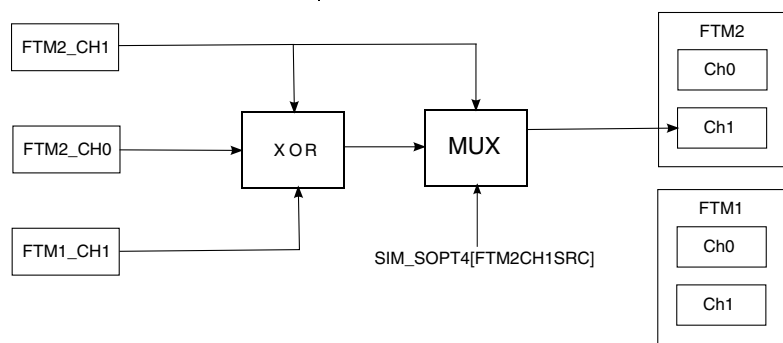 FTM2_CH1
FTM2
Ch0
Ch1
FTM2_CH0
XOR
MUX
FTM1_CH1
SIM_SOPT4[FTM2CH1SRC]
FTM1
Ch0
Ch1